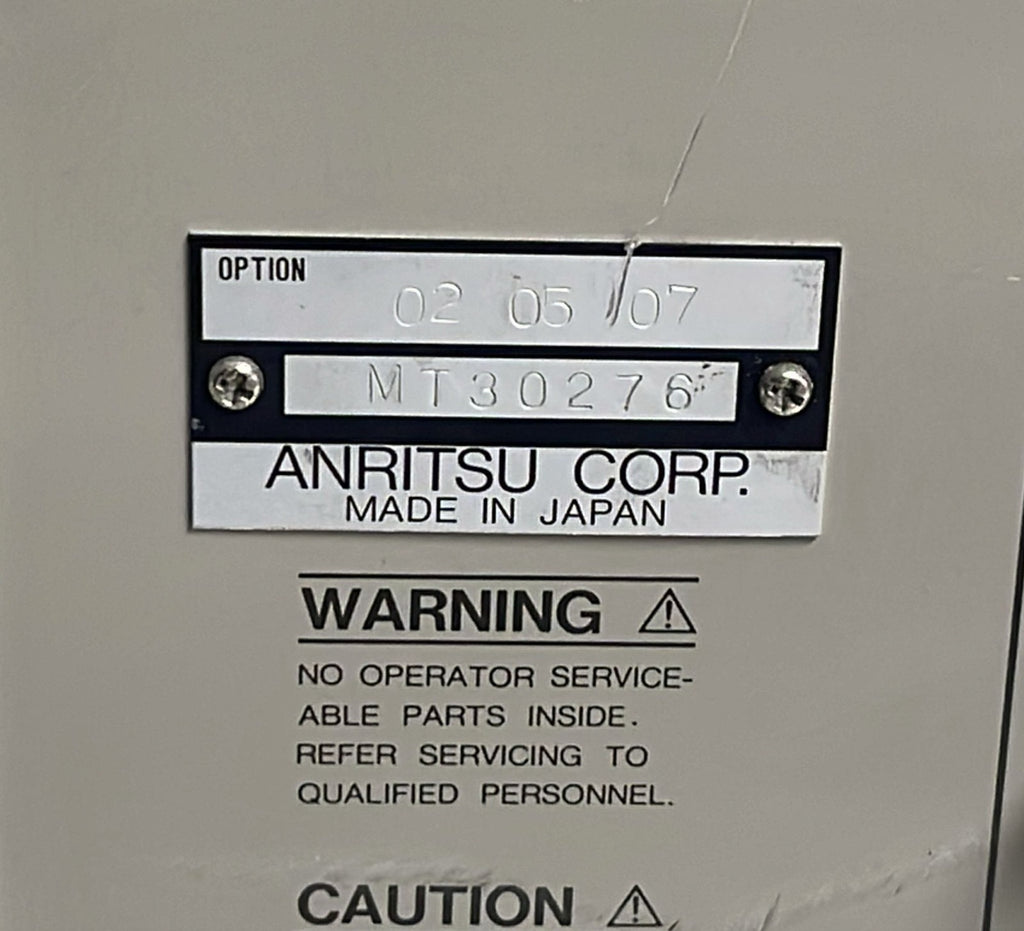 OPTION
02 05 07
MT30276
ANRITSU CORP.
MADE IN JAPAN
WARNING ⚠
NO OPERATOR SERVICE-
ABLE PARTS INSIDE.
REFER SERVICING TO
QUALIFIED PERSONNEL.
CAUTION ⚠